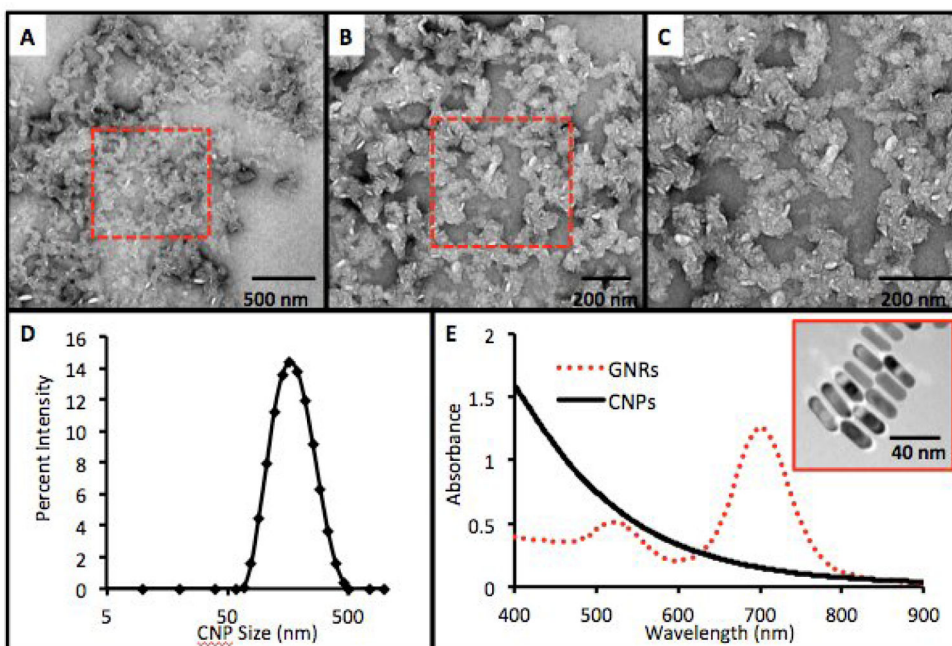 A
B
C
500 nm
200 nm
200 nm
D
16
14
12
10
8
6
4
2
0
5
50
500
Percent Intensity
CNP Size (nm)
E
2
1.5
1
0.5
0
400
500
600
700
800
900
Absorbance
Wavelength (nm)
GNRs
CNPs
40 nm